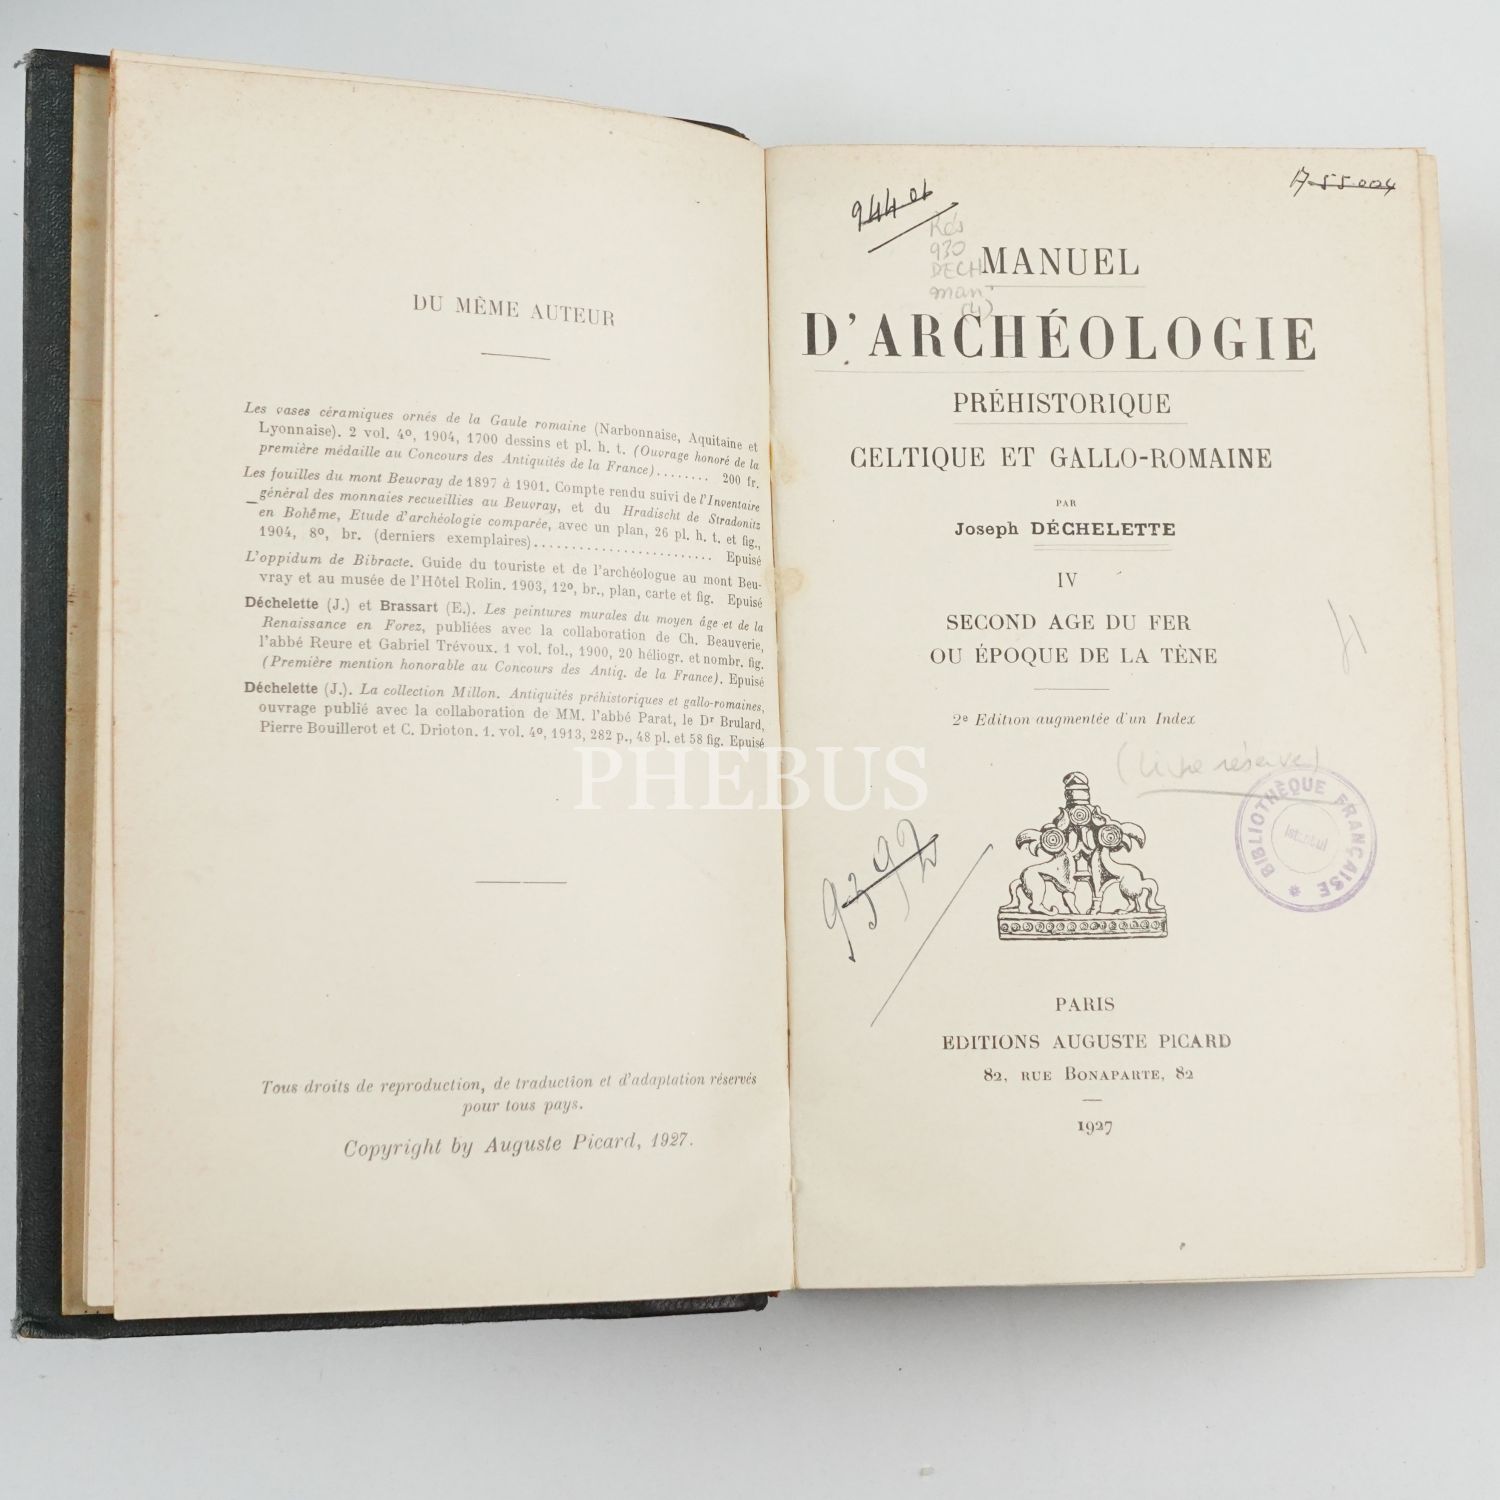 DU MÊME AUTEUR
Les vases céramiques ornés de la Gaule romaine (Narbonnaise, Aquitaine et
Lyonnaise). 2 vol. 4º, 1904, 1700 dessins et pl. h. t. (Ouvrage honoré de la
première médaille au Concours des Antiquités de la France)........ 200 fr.
Les fouilles du mont Beuvray de 1897 à 1901. Compte rendu suivi de l'Inventaire
général des monnaies recueillies au Beuvray, et du Hradischt de Stradonitz
en Bohême, Etude d'archéologie comparée, avec un plan, 26 pl. h. t. et fig.,
1904, 8º, br. (derniers exemplaires)........................ Epuisé
L'oppidum de Bibracte. Guide du touriste et de l'archéologue au mont Beu-
vray et au musée de l'Hôtel Rolin. 1903, 12º, br., plan, carte et fig. Epuisé
Déchelette (J.) et Brassart (E.). Les peintures murales du moyen âge et de la
Renaissance en Forez, publiées avec la collaboration de Ch. Beauverie,
l'abbé Reure et Gabriel Trévoux. 1 vol. fol., 1900, 20 héliogr. et nombr. fig.
(Première mention honorable au Concours des Antiq. de la France). Epuisé
Déchelette (J.). La collection Millon. Antiquités préhistoriques et gallo-romaines,
ouvrage publié avec la collaboration de MM. l'abbé Parat, le Dr Brulard,
Pierre Bouillerot et C. Drioton. 1. vol. 4º, 1913, 282 p., 48 pl. et 58 fig. Epuisé
PHEBUS
Tous droits de reproduction, de traduction et d'adaptation réservés
pour tous pays.
Copyright by Auguste Picard, 1927.
Rés
930
DECH
man
(4)
MANUEL
D'ARCHÉOLOGIE
PRÉHISTORIQUE
CELTIQUE ET GALLO-ROMAINE
PAR
Joseph DÉCHELETTE
IV
SECOND AGE DU FER
OU ÉPOQUE DE LA TÈNE
2e Edition augmentée d'un Index
(livre réserve)
BIBLIOTHÈQUE FRANÇAISE
Istanbul
PARIS
EDITIONS AUGUSTE PICARD
82, RUE BONAPARTE, 82
1927